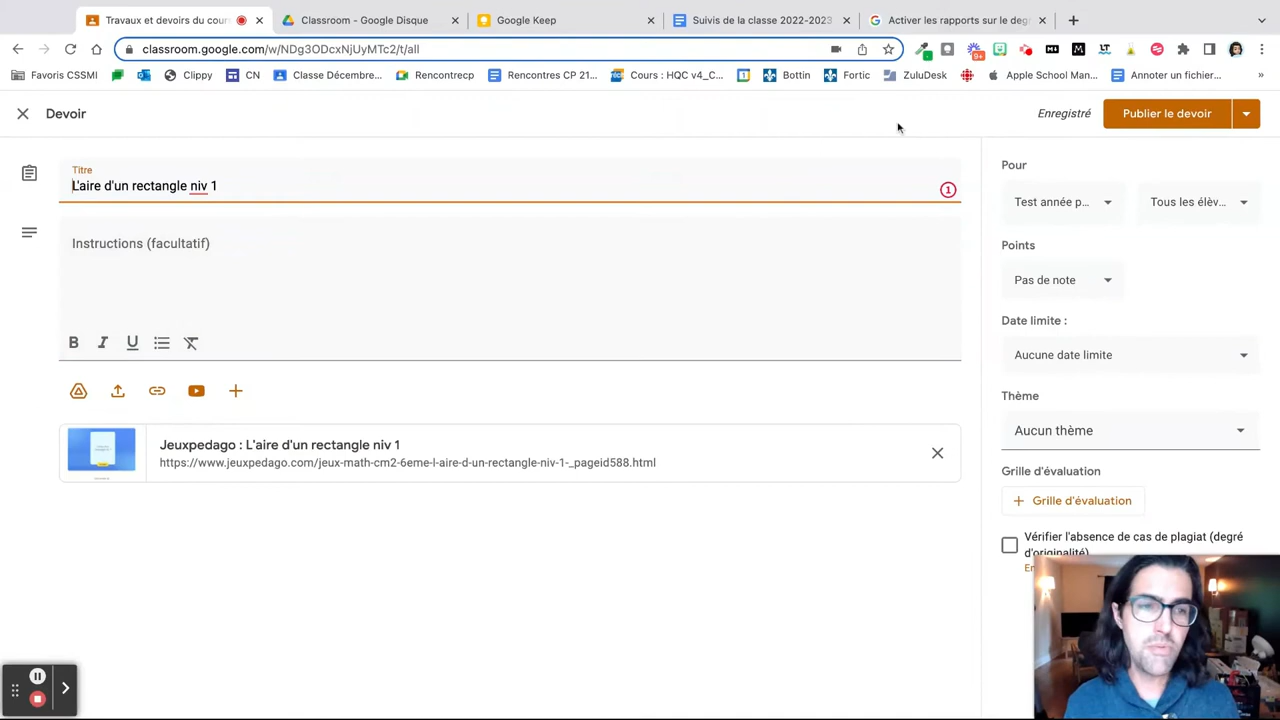 Travaux et devoirs du cour
Classroom - Google Disque
Google Keep
Suivis de la classe 2022-2023
Activer les rapports sur le deg
classroom.google.com/w/NDg3ODcxNjUyMTc2/t/all
9+
Favoris CSSMI
Clippy
CN
Classe Décembre...
Rencontrecp
Rencontres CP 21...
Cours : HQC v4_C...
Bottin
Fortic
ZuluDesk
Apple School Man...
Annoter un fichier...
Devoir
Enregistré
Publier le devoir
Titre
L'aire d'un rectangle niv 1
1
Instructions (facultatif)
B I U
Jeuxpedago : L'aire d'un rectangle niv 1
https://www.jeuxpedago.com/jeux-math-cm2-6eme-l-aire-d-un-rectangle-niv-1-_pageid588.html
Pour
Test année p...
Tous les élèv...
Points
Pas de note
Date limite :
Aucune date limite
Thème
Aucun thème
Grille d'évaluation
+ Grille d'évaluation
Vérifier l'absence de cas de plagiat (degré
d'originalité)